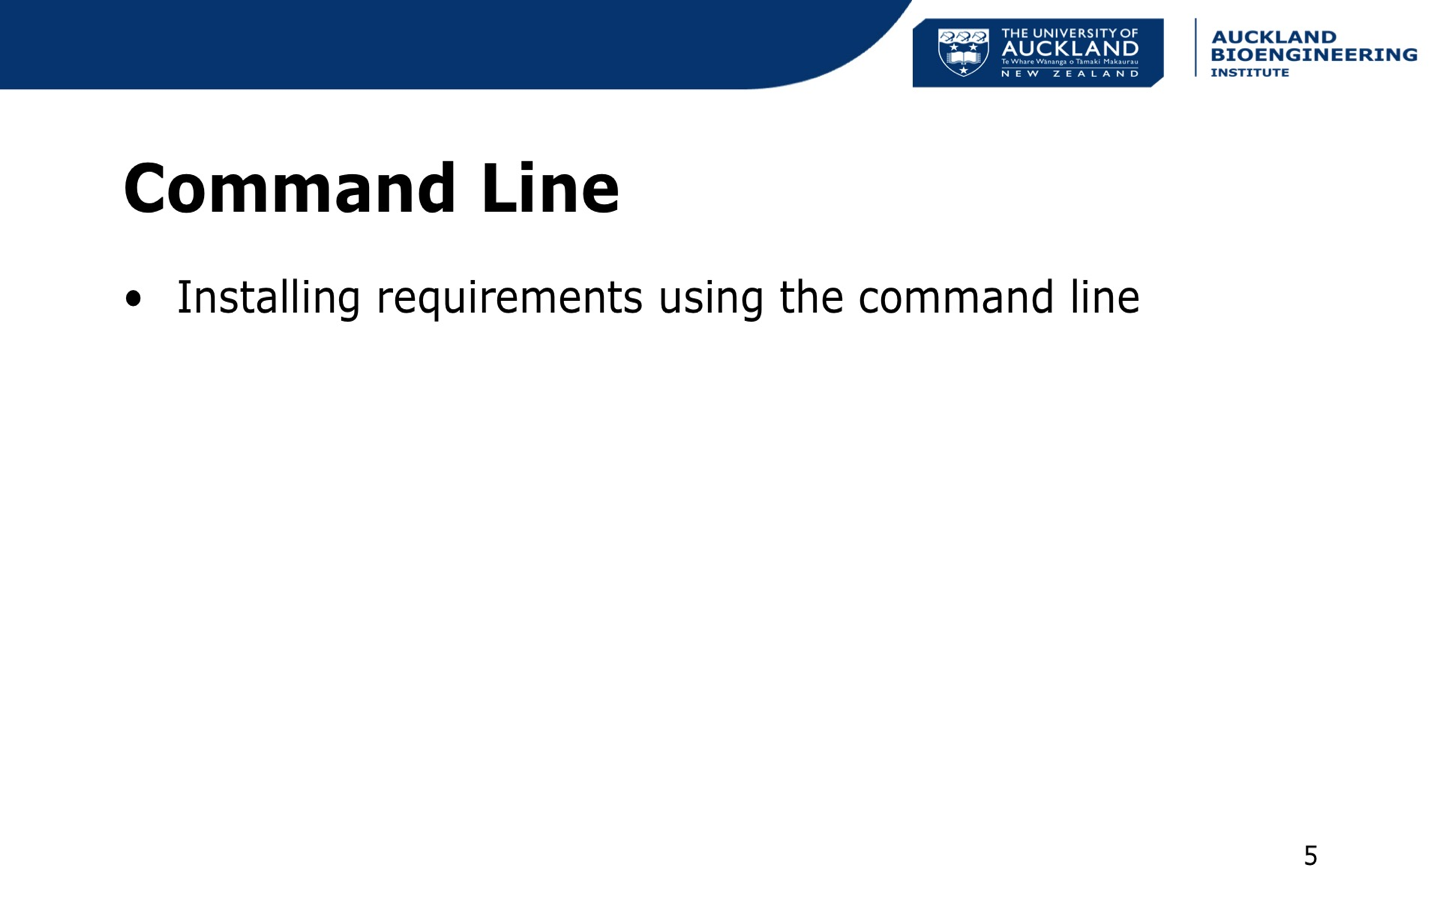 THE UNIVERSITY OF
AUCKLAND
Te Whare Wānanga o Tāmaki Makaurau
NEW ZEALAND
AUCKLAND
BIOENGINEERING
INSTITUTE
Command Line
• Installing requirements using the command line
5